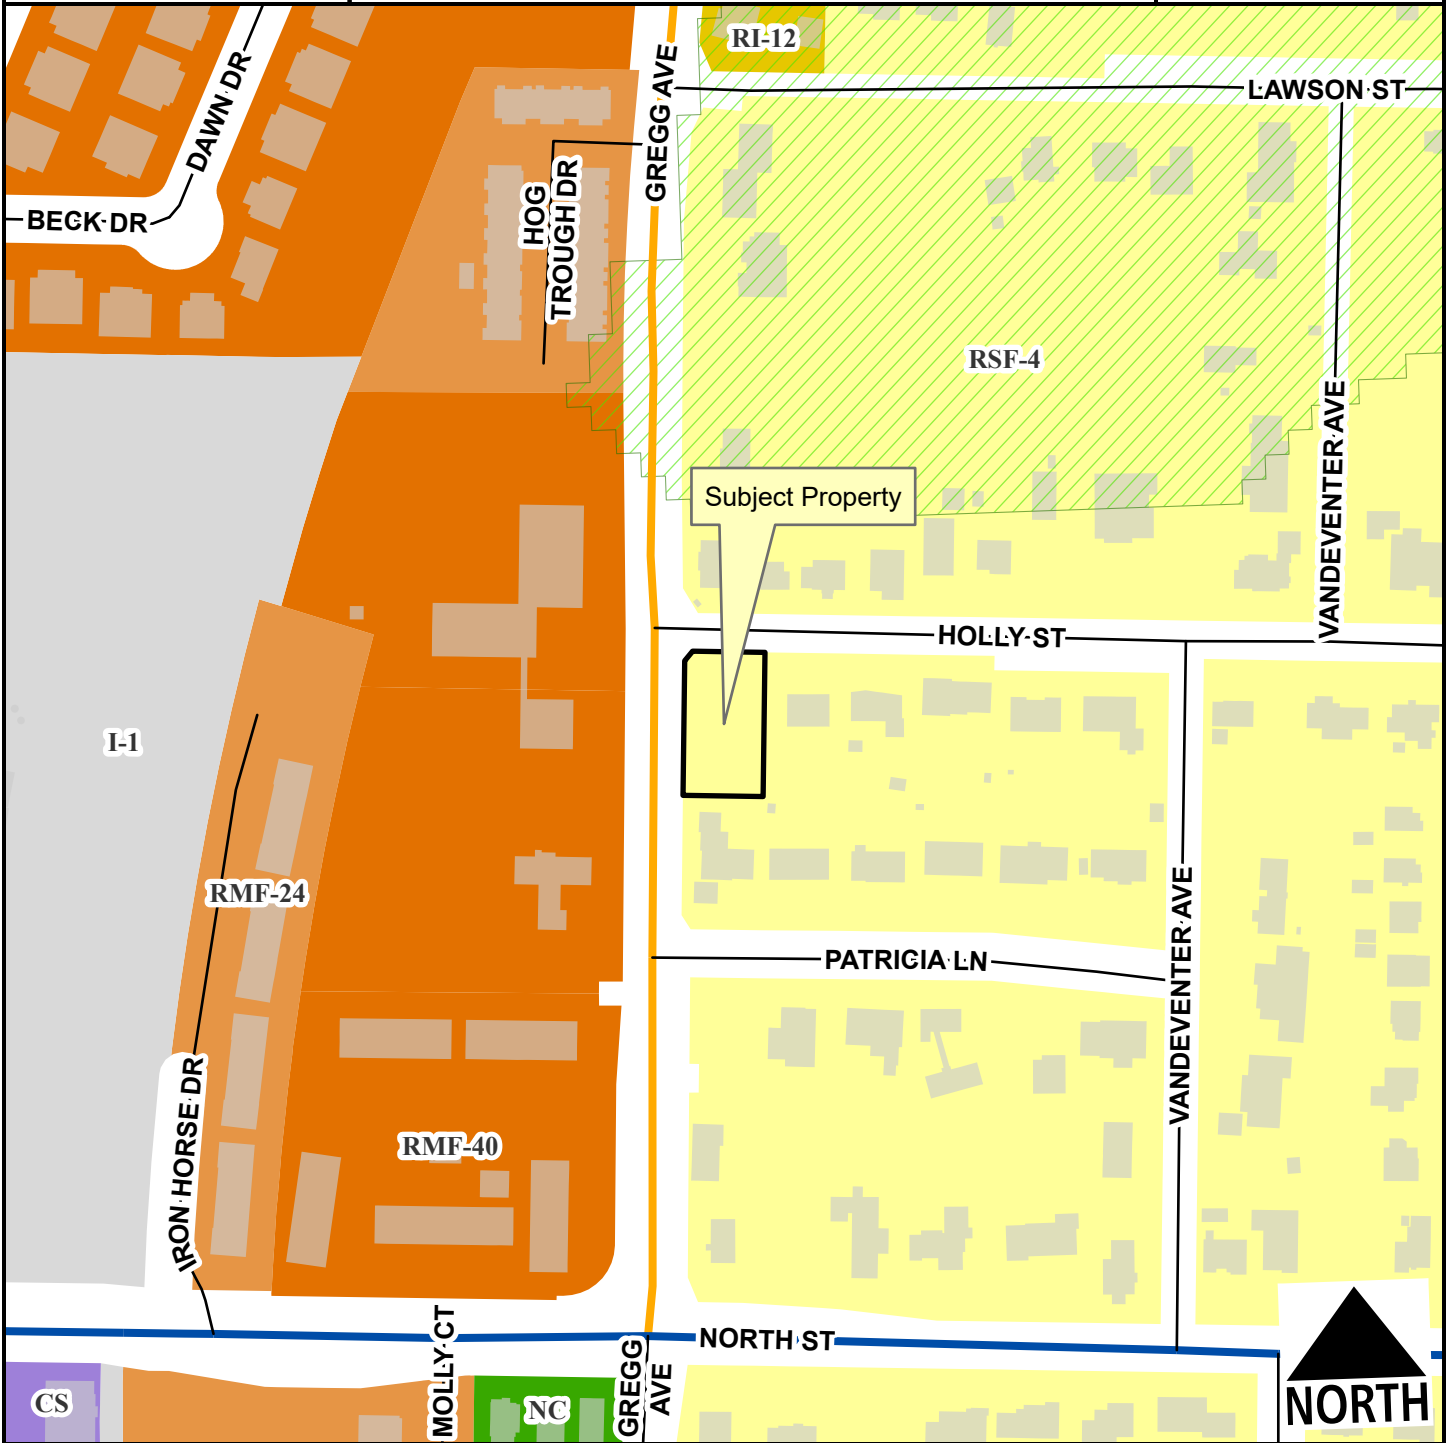 RI-12
DAWN DR
GREGG AVE
LAWSON ST
HOG
TROUGH DR
BECK DR
RSF-4
VANDEVENTER AVE
Subject Property
HOLLY ST
I-1
RMF-24
PATRICIA LN
VANDEVENTER AVE
IRON HORSE DR
RMF-40
MOLLY CT
NORTH ST
GREGG
AVE
CS
NC
NORTH